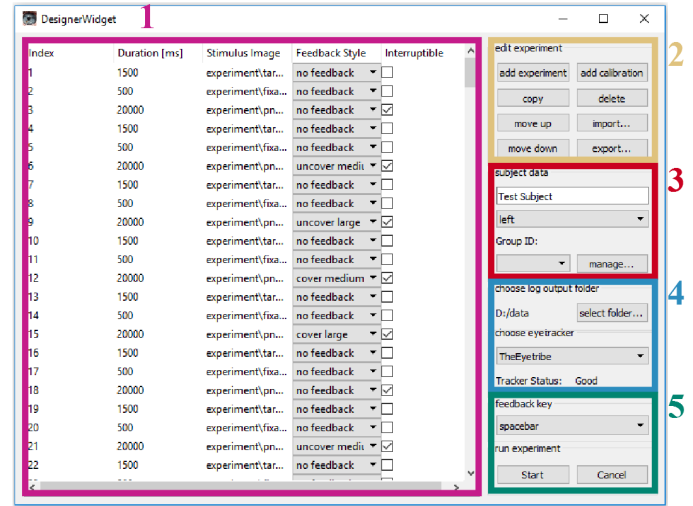 DesignerWidget
1
Index Duration [ms] Stimulus Image Feedback Style Interruptible
1 1500 experiment\tar... no feedback
2 500 experiment\fixa... no feedback
3 20000 experiment\pn... no feedback
4 1500 experiment\tar... no feedback
5 500 experiment\fixa... no feedback
6 20000 experiment\pn... uncover mediu
7 1500 experiment\tar... no feedback
8 500 experiment\fixa... no feedback
9 20000 experiment\pn... uncover large
10 1500 experiment\tar... no feedback
11 500 experiment\fixa... no feedback
12 20000 experiment\pn... cover medium
13 1500 experiment\tar... no feedback
14 500 experiment\fixa... no feedback
15 20000 experiment\pn... cover large
16 1500 experiment\tar... no feedback
17 500 experiment\fixa... no feedback
18 20000 experiment\pn... no feedback
19 1500 experiment\tar... no feedback
20 500 experiment\fixa... no feedback
21 20000 experiment\pn... uncover mediu
22 1500 experiment\tar... no feedback
edit experiment
2
add experiment add calibration
copy delete
move up import...
move down export...
subject data
3
Test Subject
left
Group ID:
manage...
choose log output folder
4
D:/data select folder...
choose eyetracker
TheEyetribe
Tracker Status: Good
feedback key
5
spacebar
run experiment
Start Cancel